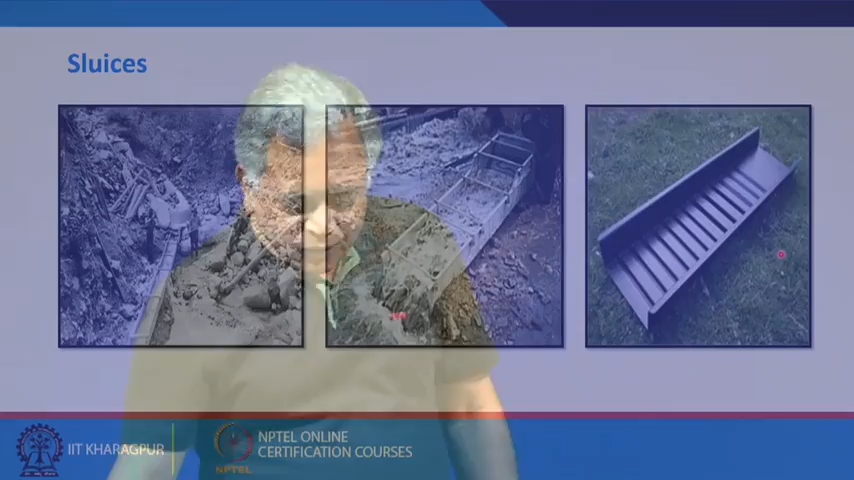 Sluices
IIT KHARAGPUR
NPTEL
NPTEL ONLINE
CERTIFICATION COURSES